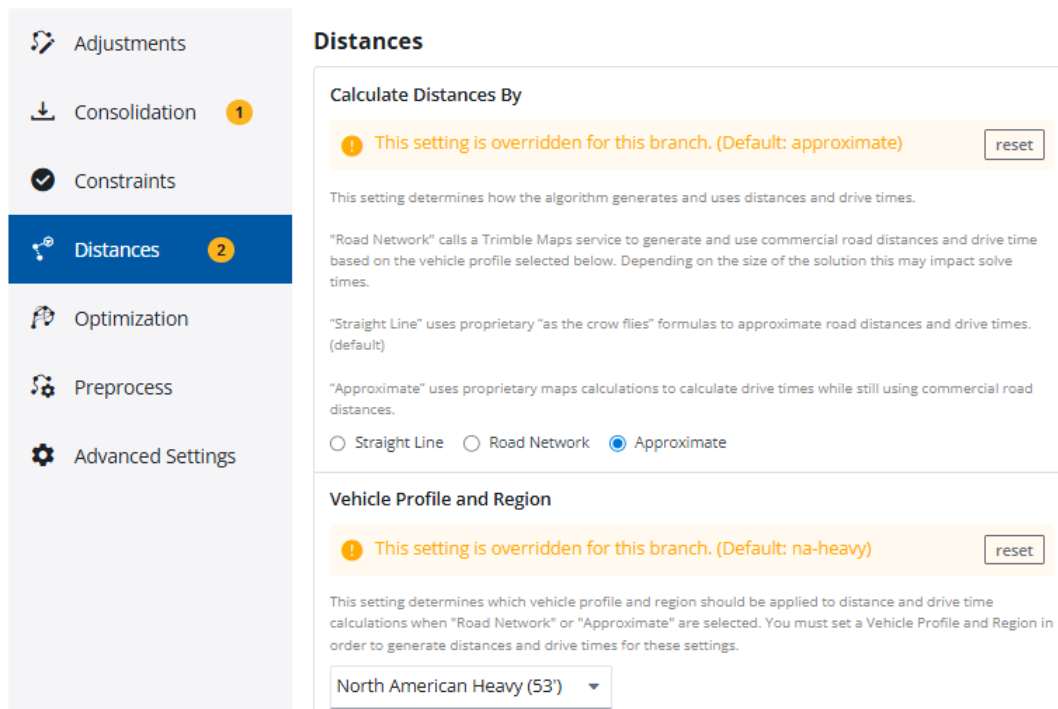 Adjustments
Consolidation 1
Constraints
Distances 2
Optimization
Preprocess
Advanced Settings
Distances
Calculate Distances By
This setting is overridden for this branch. (Default: approximate) reset
This setting determines how the algorithm generates and uses distances and drive times.
"Road Network" calls a Trimble Maps service to generate and use commercial road distances and drive time
based on the vehicle profile selected below. Depending on the size of the solution this may impact solve
times.
"Straight Line" uses proprietary “as the crow flies” formulas to approximate road distances and drive times.
(default)
"Approximate” uses proprietary maps calculations to calculate drive times while still using commercial road
distances.
Straight Line Road Network Approximate
Vehicle Profile and Region
This setting is overridden for this branch. (Default: na-heavy) reset
This setting determines which vehicle profile and region should be applied to distance and drive time
calculations when "Road Network" or "Approximate" are selected. You must set a Vehicle Profile and Region in
order to generate distances and drive times for these settings.
North American Heavy (53')